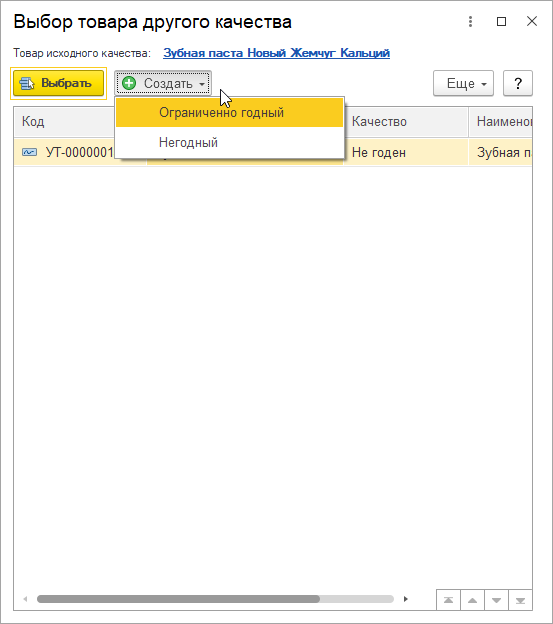 Выбор товара другого качества
Товар исходного качества: Зубная паста Новый Жемчуг Кальций
Выбрать Создать Еще ?
Ограниченно годный
Негодный
Код Качество Наимено
УТ-0000001 Не годен Зубная п